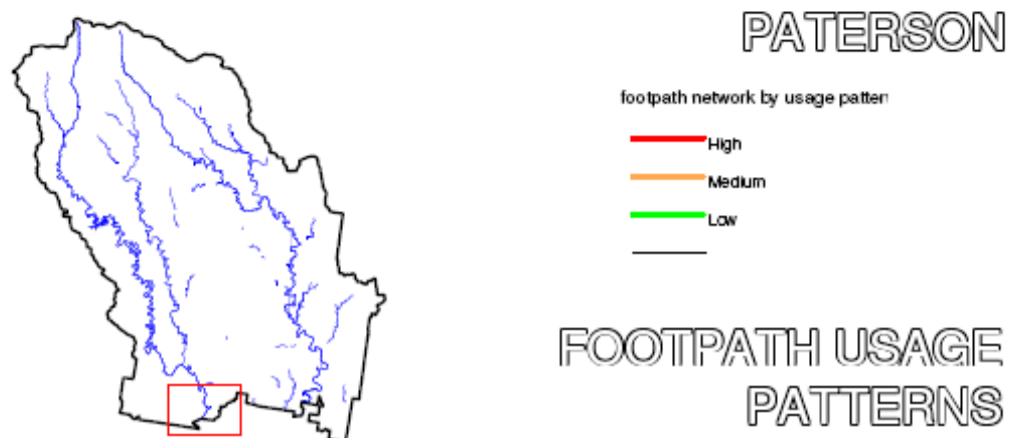 PATERSON
footpath network by usage patter
High
Medium
Low
FOOTPATH USAGE
PATTERNS